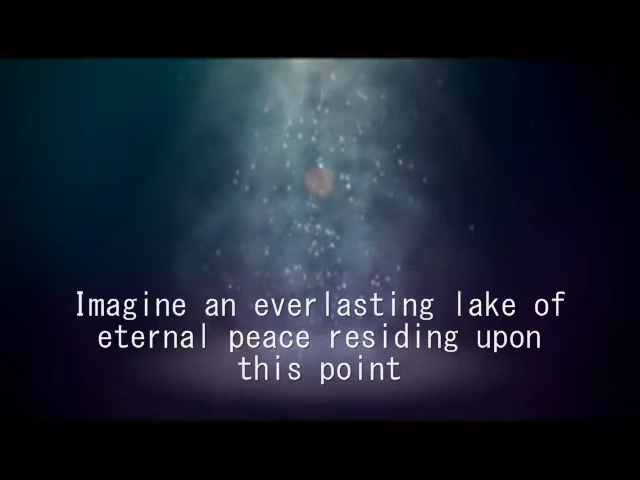 Imagine an everlasting lake of
eternal peace residing upon
this point